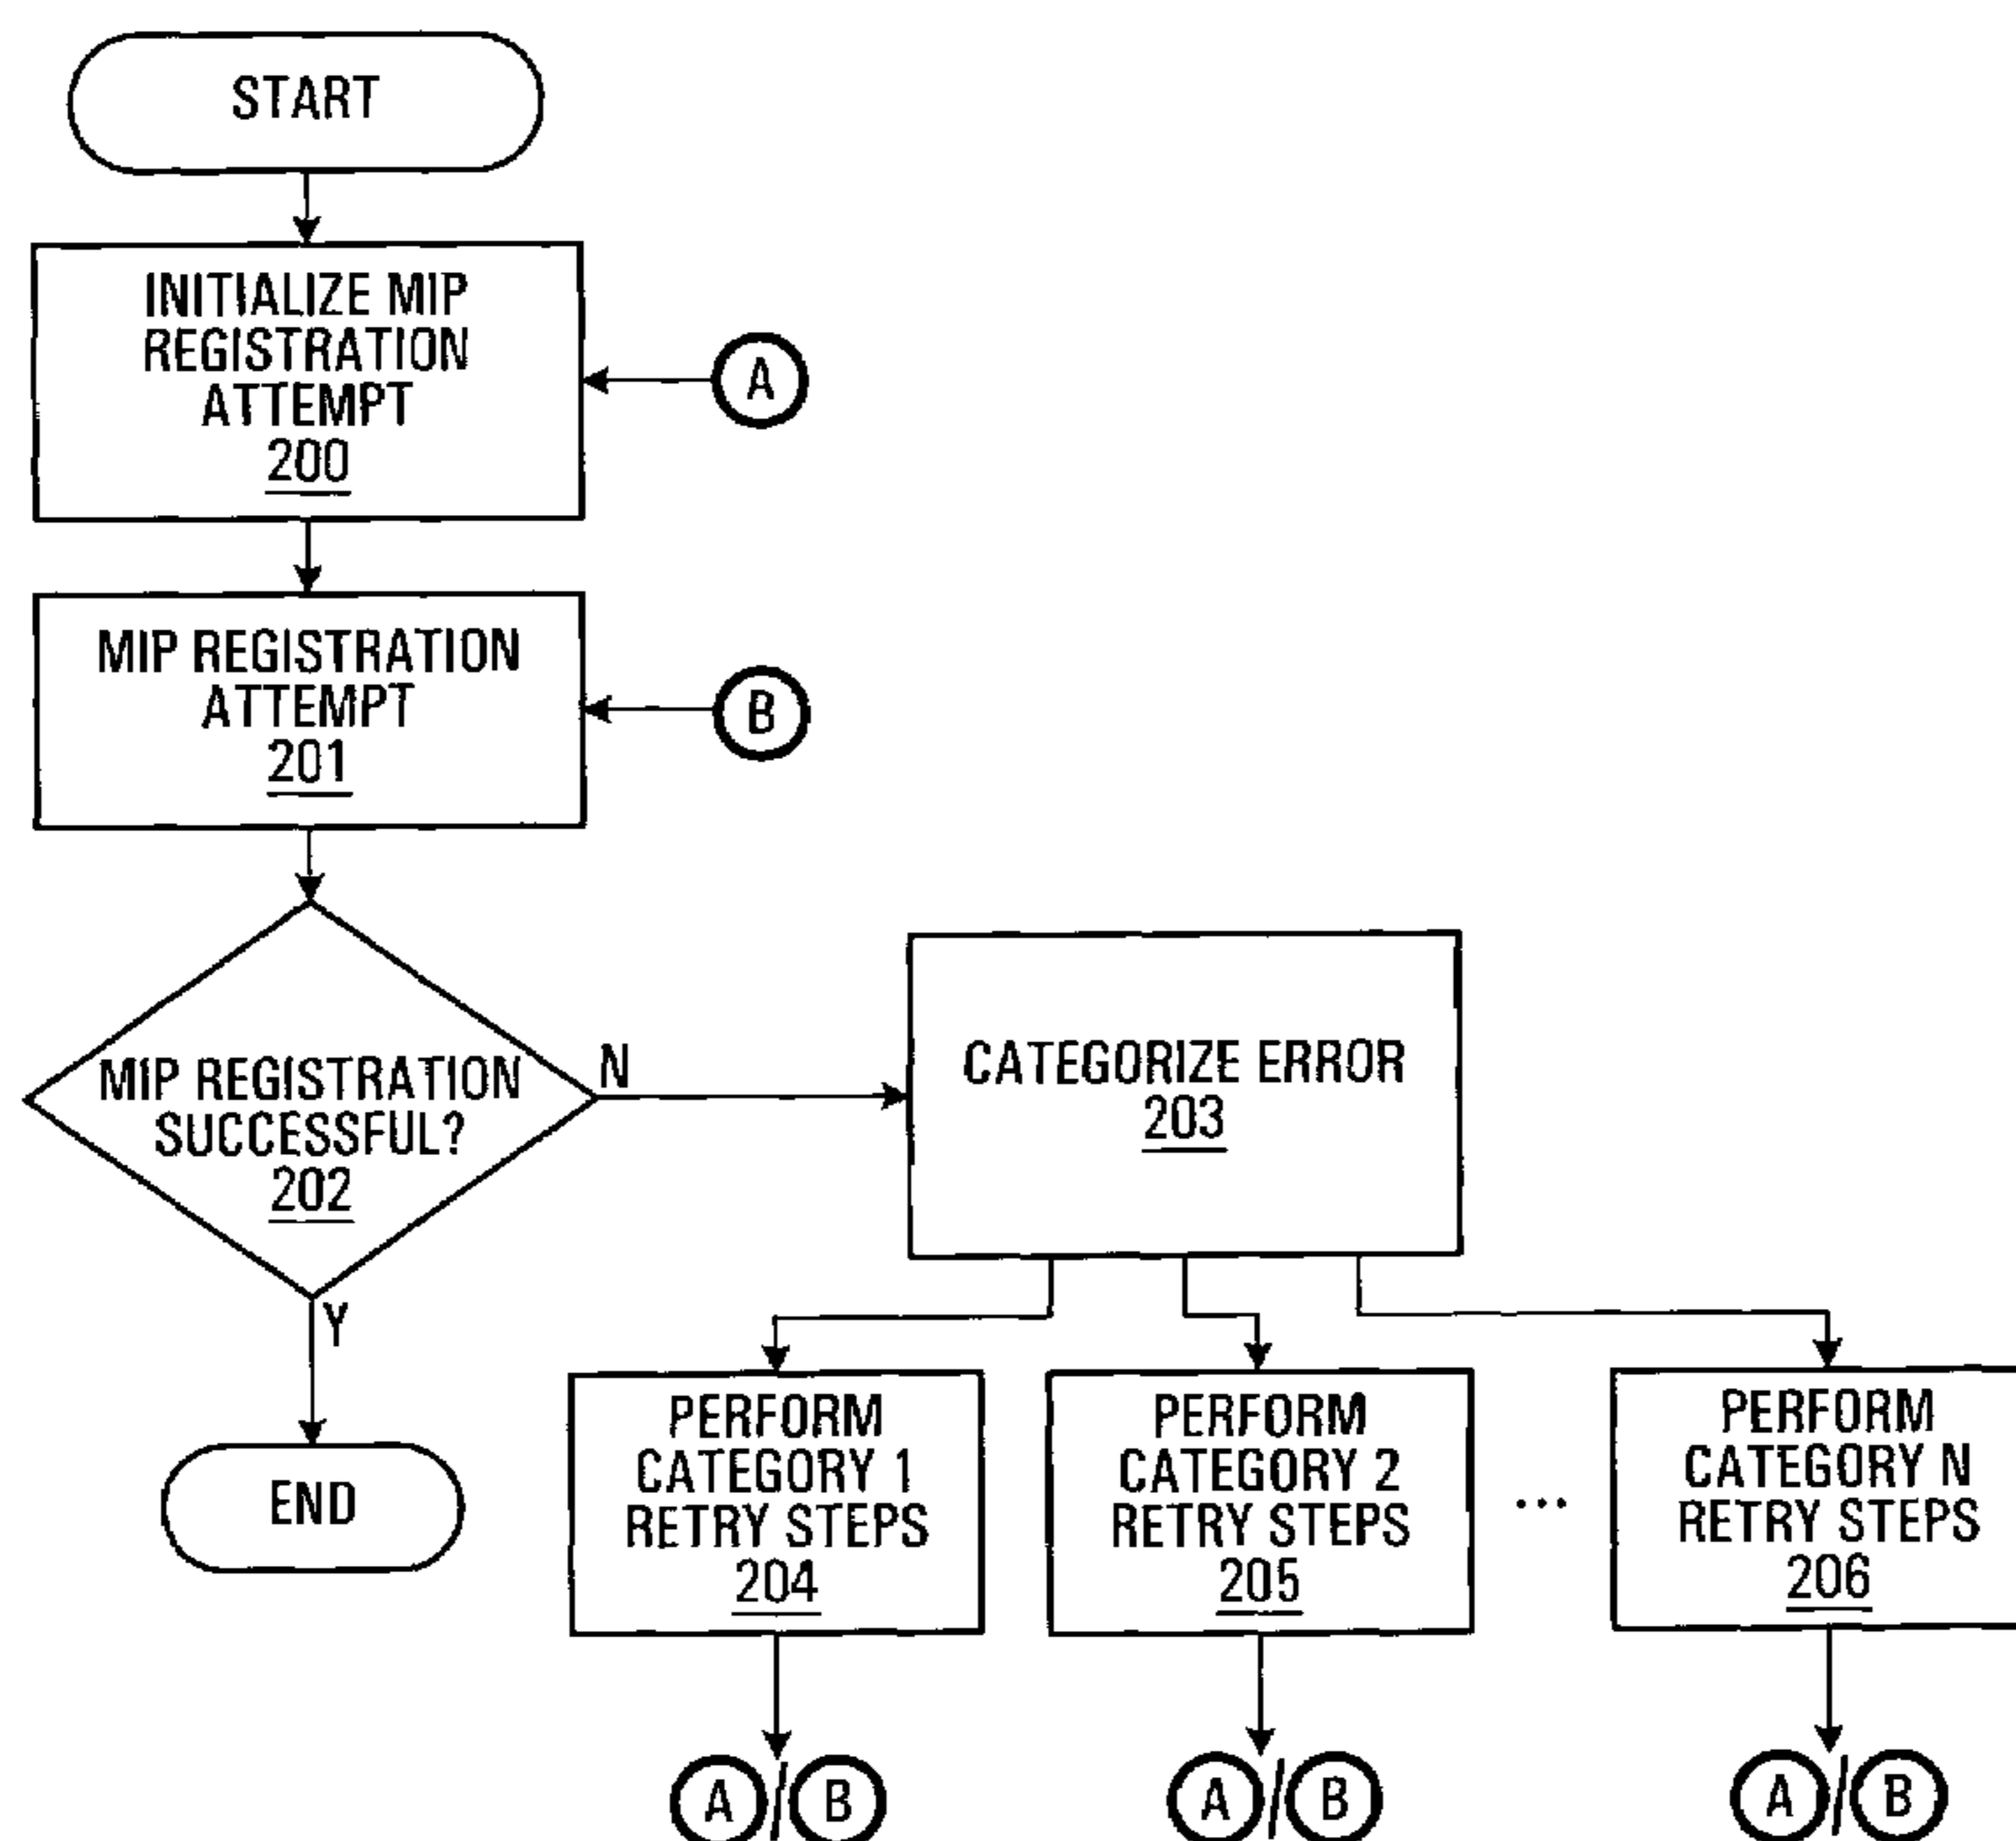 START
INITIALIZE MIP
REGISTRATION
ATTEMPT
200
A
MIP REGISTRATION
ATTEMPT
201
B
MIP REGISTRATION
SUCCESSFUL?
202
N
Y
END
CATEGORIZE ERROR
203
PERFORM
CATEGORY 1
RETRY STEPS
204
PERFORM
CATEGORY 2
RETRY STEPS
205
...
PERFORM
CATEGORY N
RETRY STEPS
206
A/B
A/B
A/B